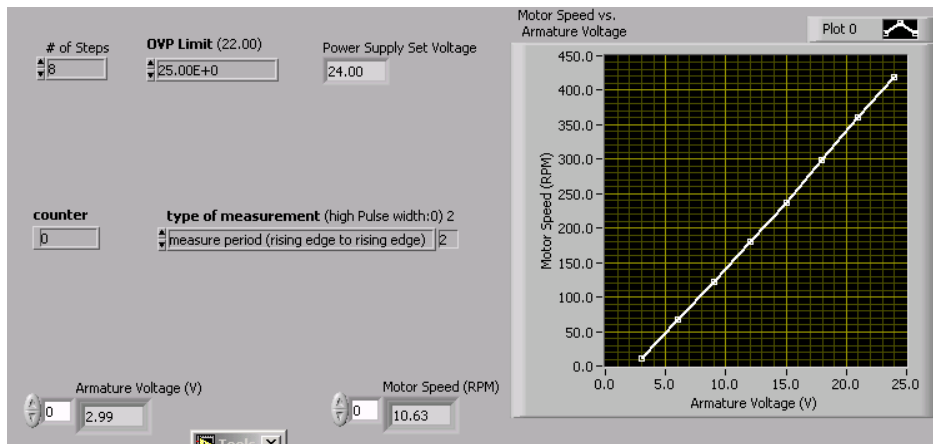 # of Steps
8
OVP Limit (22.00)
25.00E+0
Power Supply Set Voltage
24.00
counter
0
type of measurement (high Pulse width:0) 2
measure period (rising edge to rising edge) 2
Armature Voltage (V)
0 2.99
Motor Speed (RPM)
0 10.63
Tools
Motor Speed vs.
Armature Voltage
Plot 0
Motor Speed (RPM)
450.0
400.0
350.0
300.0
250.0
200.0
150.0
100.0
50.0
0.0
0.0 5.0 10.0 15.0 20.0 25.0
Armature Voltage (V)